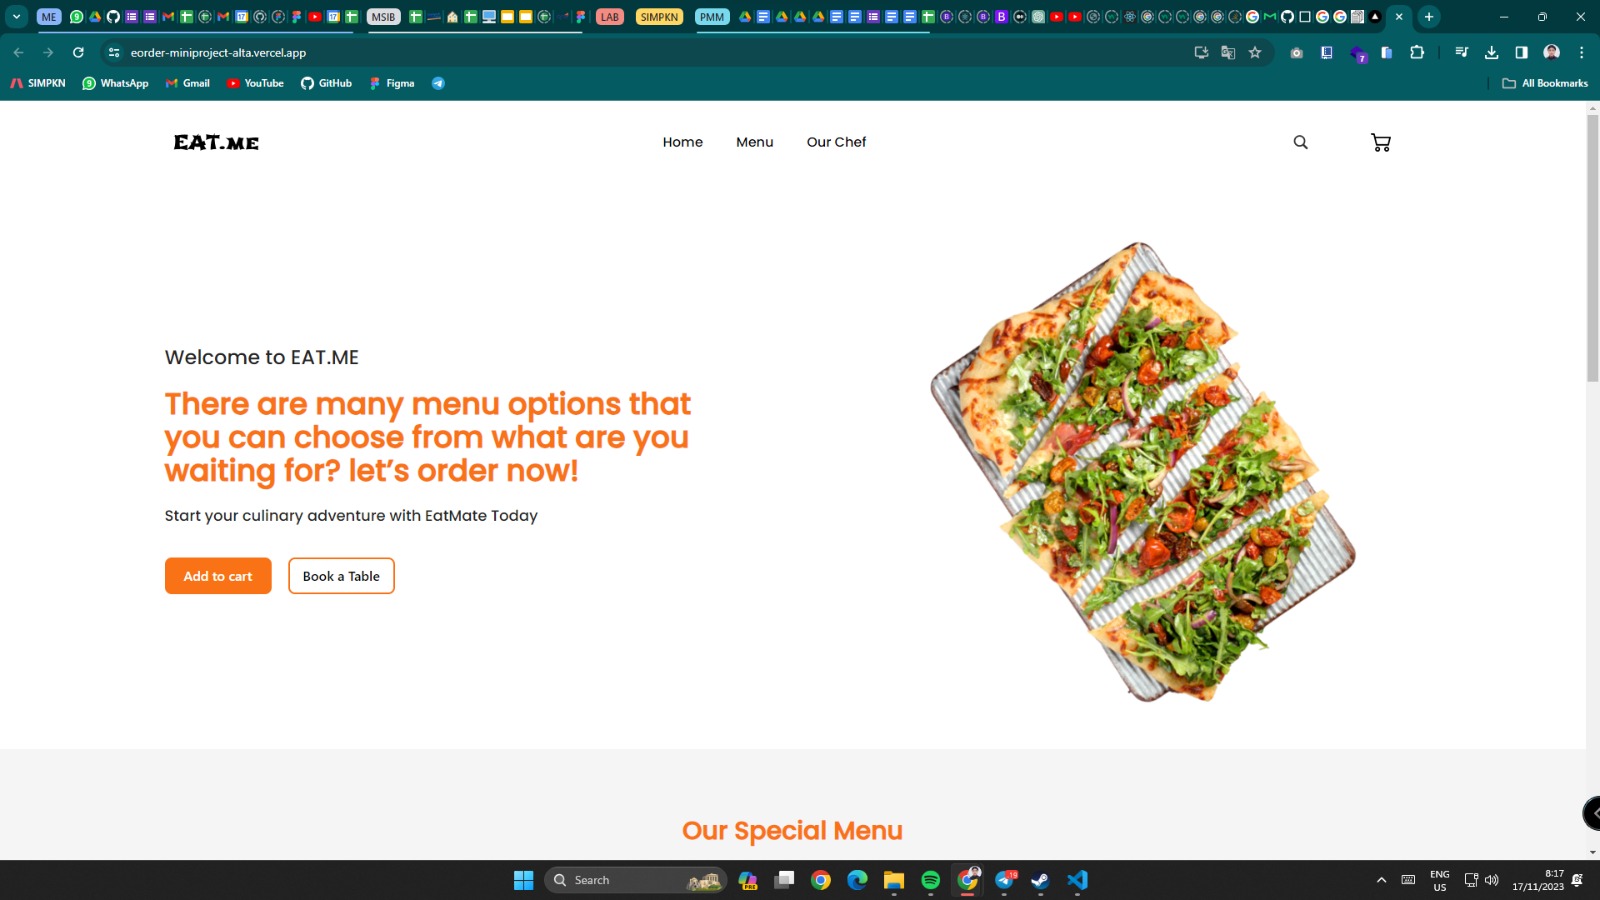 ME
MSIB
LAB
SIMPKN
PMM
eorder-miniproject-alta.vercel.app
7
SIMPKN
WhatsApp
Gmail
YouTube
GitHub
Figma
All Bookmarks
EAT.ME
Home
Menu
Our Chef
Welcome to EAT.ME
There are many menu options that
you can choose from what are you
waiting for? let’s order now!
Start your culinary adventure with EatMate Today
Add to cart
Book a Table
Our Special Menu
Search
PRE
19
ENG
US
8:17
17/11/2023